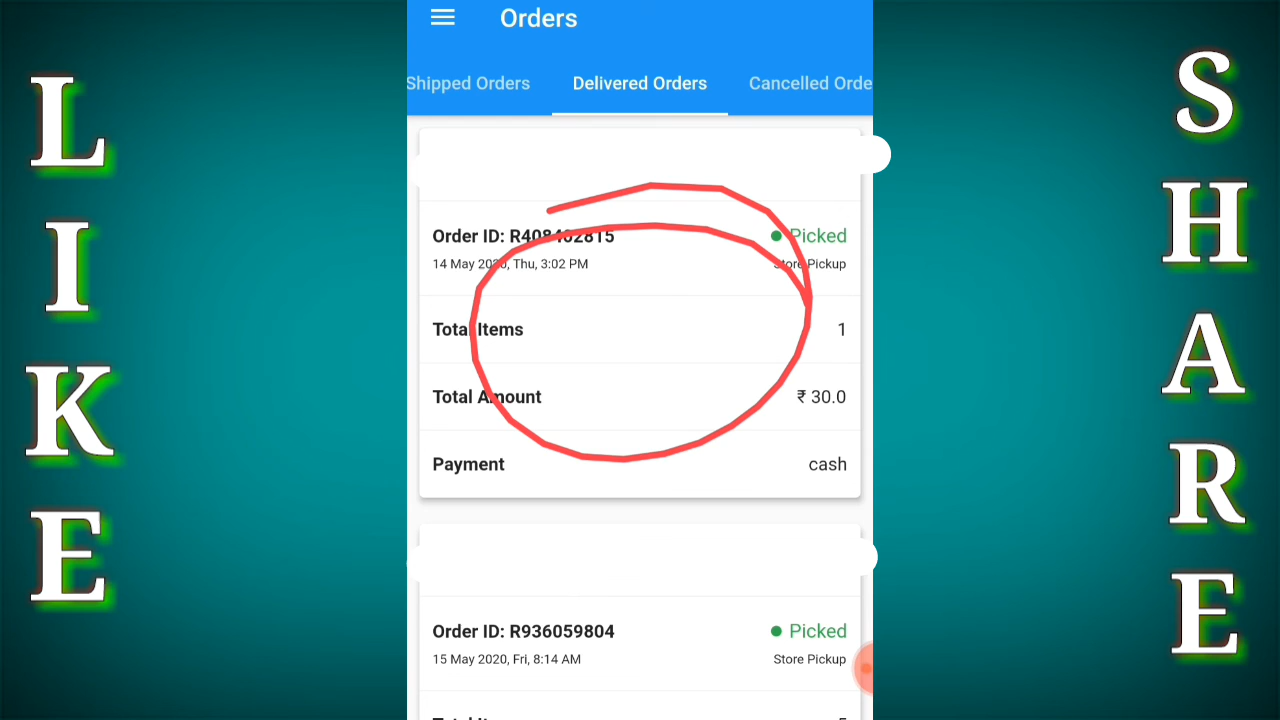 LIKE
Orders
Shipped Orders Delivered Orders Cancelled Orde
Order ID: R408402815 Picked
14 May 2020, Thu, 3:02 PM Store Pickup
Total Items 1
Total Amount ₹ 30.0
Payment cash
Order ID: R936059804 Picked
15 May 2020, Fri, 8:14 AM Store Pickup
SHARE